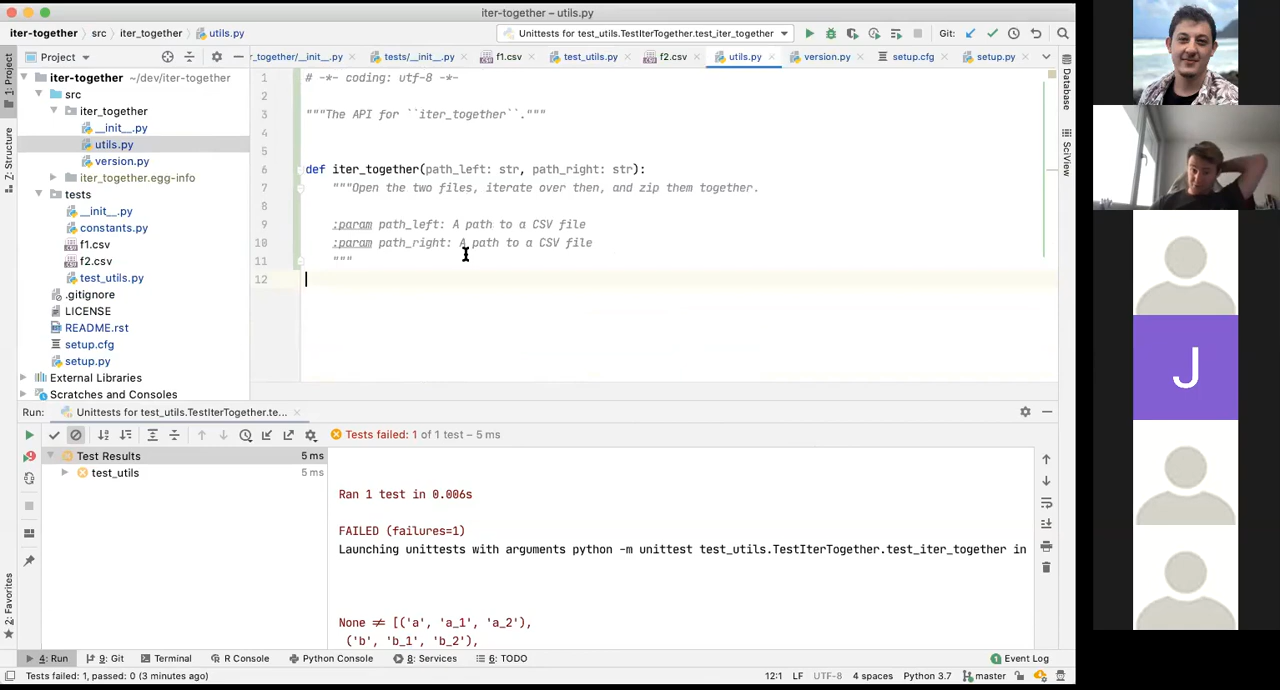 iter-together – utils.py
iter-together src iter_together utils.py Unittests for test_utils.TestIterTogether.test_iter_together Git:
Project r_together/__init__.py tests/__init__.py f1.csv test_utils.py f2.csv utils.py version.py setup.cfg setup.py
1: Project
Structure
2: Favorites
Database
SciView
iter-together ~/dev/iter-together
src
iter_together
__init__.py
utils.py
version.py
iter_together.egg-info
tests
__init__.py
constants.py
f1.csv
f2.csv
test_utils.py
.gitignore
LICENSE
README.rst
setup.cfg
setup.py
External Libraries
Scratches and Consoles
1 # -*- coding: utf-8 -*-
2
3 """The API for ``iter_together``."""
4
5
6 def iter_together(path_left: str, path_right: str):
7 """Open the two files, iterate over then, and zip them together.
8
9 :param path_left: A path to a CSV file
10 :param path_right: A path to a CSV file
11 """
12
Run: Unittests for test_utils.TestIterTogether.te...
Tests failed: 1 of 1 test – 5 ms
Test Results 5 ms
test_utils 5 ms
Ran 1 test in 0.006s
FAILED (failures=1)
Launching unittests with arguments python -m unittest test_utils.TestIterTogether.test_iter_together in
None ≠ [('a', 'a_1', 'a_2'),
('b', 'b_1', 'b_2'),
4: Run 9: Git Terminal R Console Python Console 8: Services 6: TODO 1 Event Log
Tests failed: 1, passed: 0 (3 minutes ago) 12:1 LF UTF-8 4 spaces Python 3.7 master
J